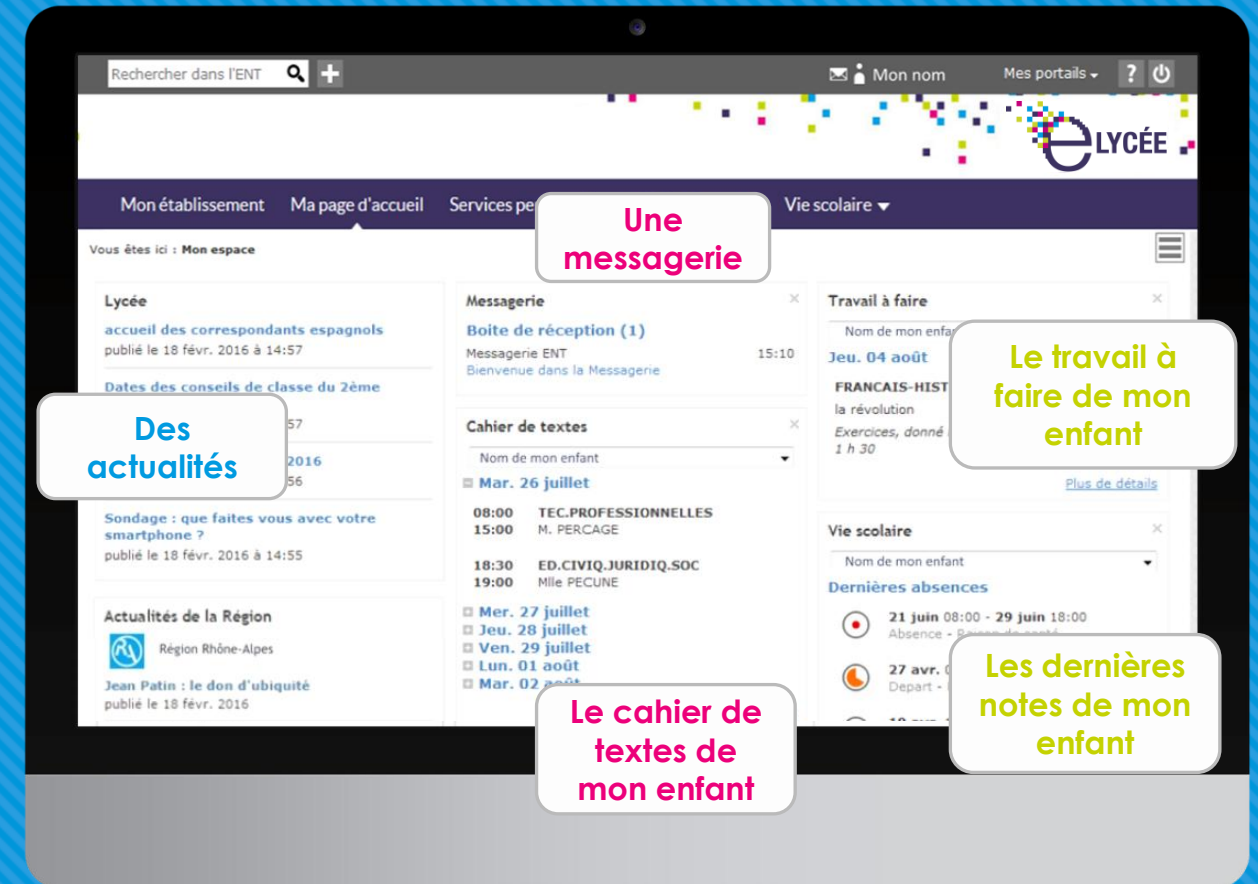 Rechercher dans l'ENT
Mon nom
Mes portails
?
e LYCÉE
Mon établissement
Ma page d'accueil
Services
Vie scolaire
Une
messagerie
Vous êtes ici : Mon espace
Lycée
accueil des correspondants espagnols
publié le 18 févr. 2016 à 14:57
Dates des conseils de classe du 2ème
57
2016
56
Des
actualités
Sondage : que faites vous avec votre
smartphone ?
publié le 18 févr. 2016 à 14:55
Actualités de la Région
Région Rhône-Alpes
Jean Patin : le don d'ubiquité
publié le 18 févr. 2016
Messagerie
Boite de réception (1)
Messagerie ENT 15:10
Bienvenue dans la Messagerie
Cahier de textes
Nom de mon enfant
Mar. 26 juillet
08:00 TEC.PROFESSIONNELLES
15:00 M. PERCAGE
18:30 ED.CIVIQ.JURIDIQ.SOC
19:00 Mlle PECUNE
Mer. 27 juillet
Jeu. 28 juillet
Ven. 29 juillet
Lun. 01 août
Mar. 02 août
Le cahier de
textes de
mon enfant
Travail à faire
Nom de mon
Jeu. 04 août
FRANCAIS-HIST
la révolution
Exercices, donné
1 h 30
Plus de détails
Le travail à
faire de mon
enfant
Vie scolaire
Nom de mon enfant
Dernières absences
21 juin 08:00 - 29 juin 18:00
Absence -
27 avr.
Depart -
Les dernières
notes de mon
enfant